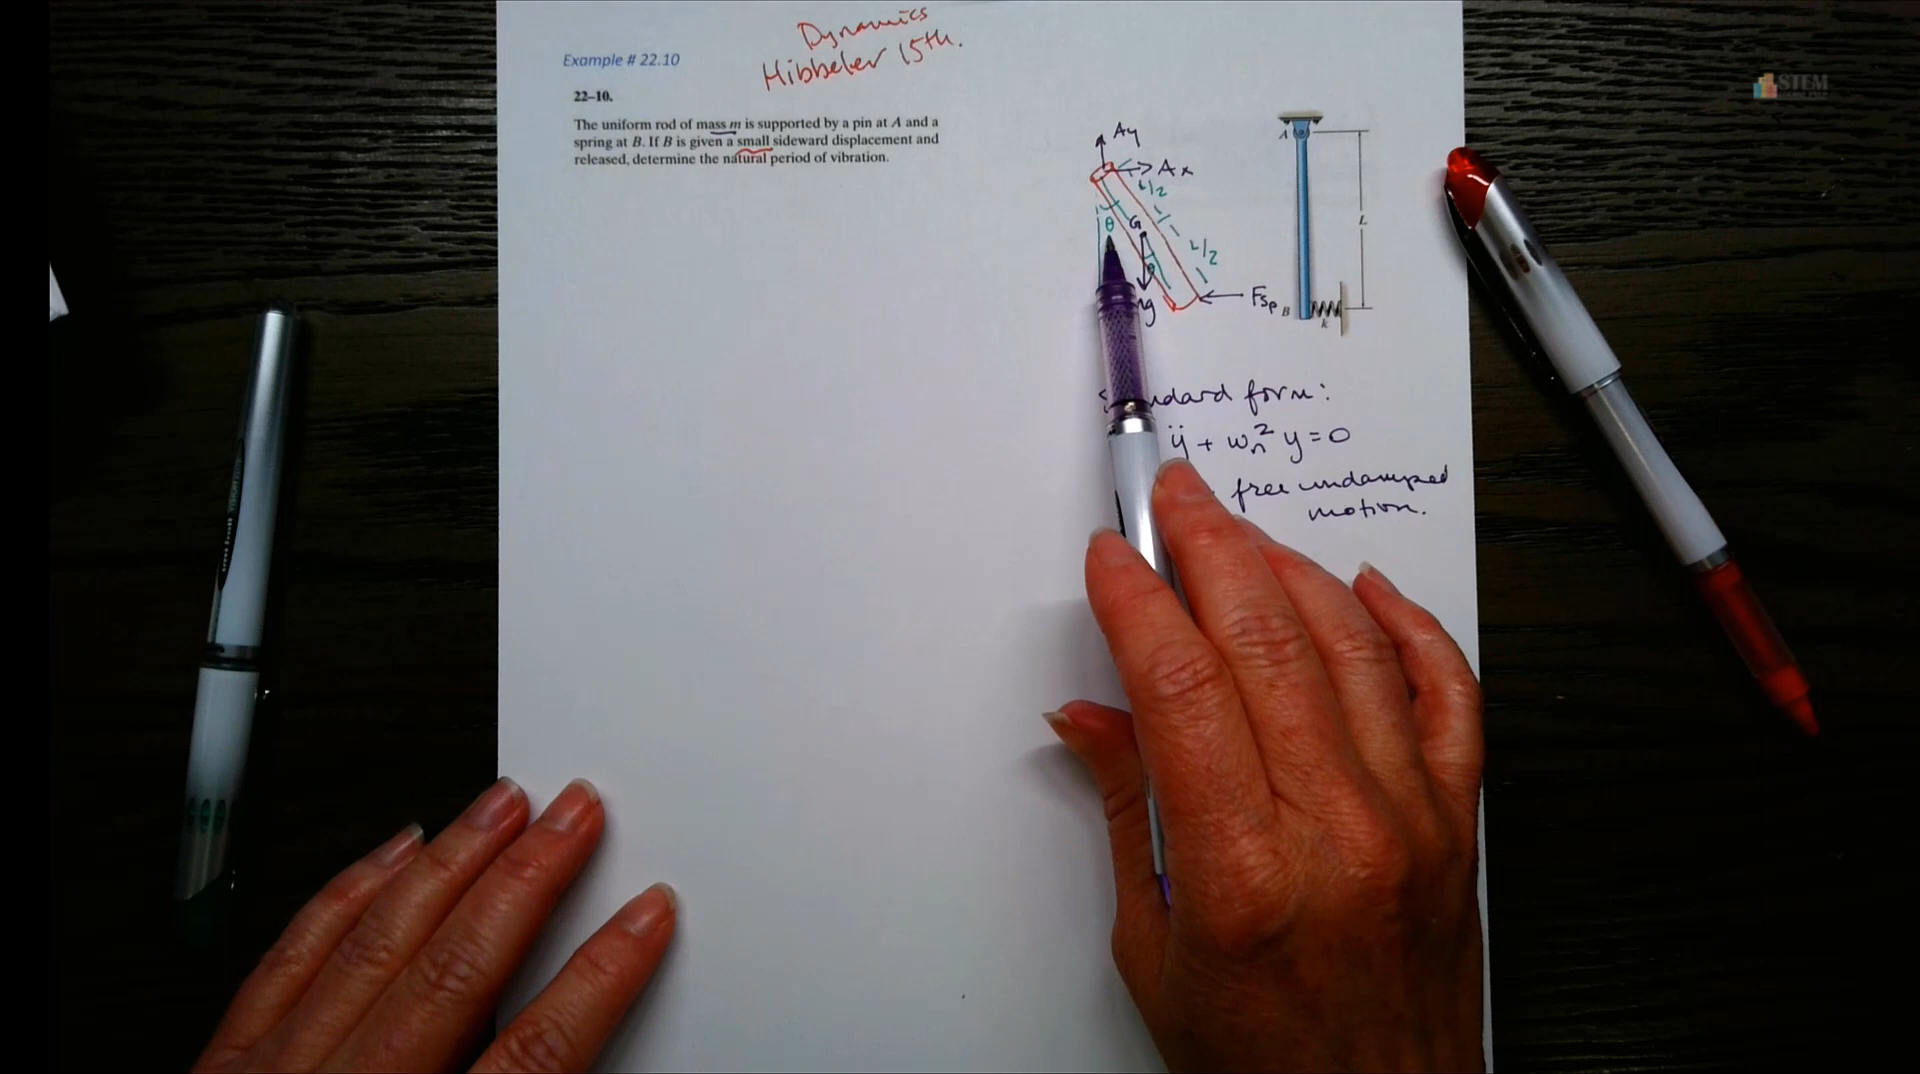 Dynamics
Hibbeler 15th.
Example # 22.10
22–10.
The uniform rod of mass m is supported by a pin at A and a
spring at B. If B is given a small sideward displacement and
released, determine the natural period of vibration.
STEM
Ay
Ax
L/2
θ
G
L/2
θ
Fsp
A
L
B
k
form:
ÿ + ωn² y = 0
free undamped
motion.